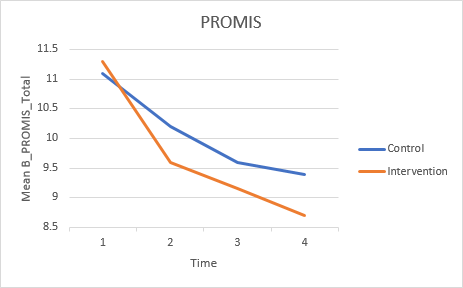 PROMIS
11.5
11
10.5
10
9.5
9
8.5
Mean B_PROMIS_Total
1 2 3 4
Time
Control
Intervention